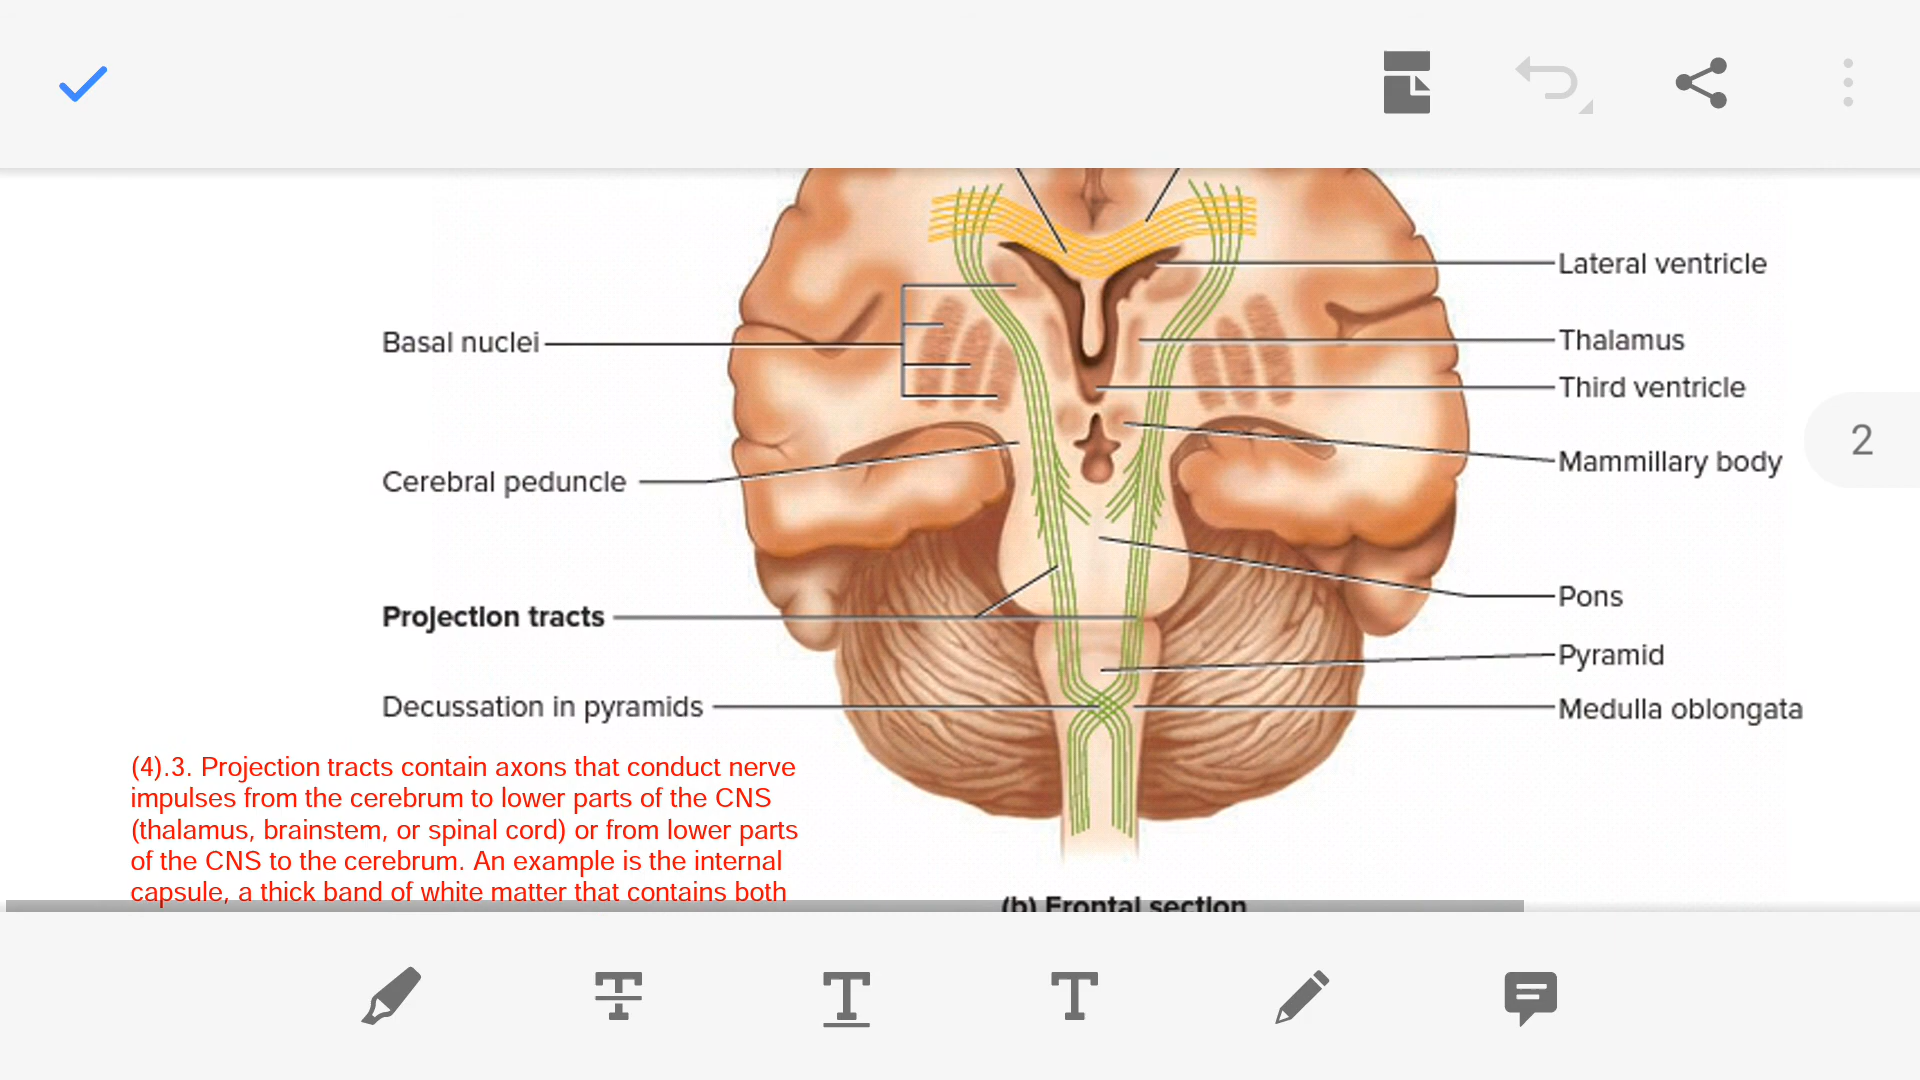 Lateral ventricle
Basal nuclei
Thalamus
Third ventricle
Mammillary body
Cerebral peduncle
2
Projection tracts
Pons
Pyramid
Decussation in pyramids
Medulla oblongata
(4).3. Projection tracts contain axons that conduct nerve
impulses from the cerebrum to lower parts of the CNS
(thalamus, brainstem, or spinal cord) or from lower parts
of the CNS to the cerebrum. An example is the internal
capsule, a thick band of white matter that contains both
(b) Frontal section